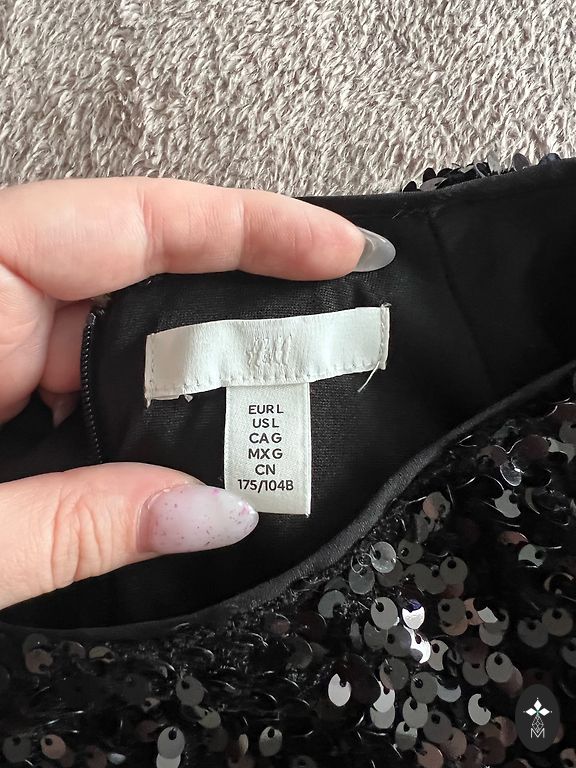 H&M
EUR L
US L
CA G
MX G
CN
175/104B